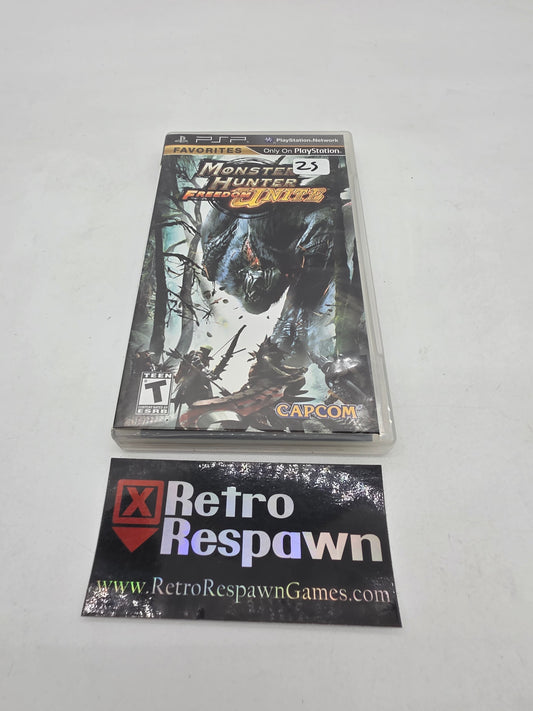 PSP PlayStation Network
FAVORITES Only On PlayStation
MONSTER 25
HUNTER
FREEDOM UNITE
TEEN
T
ESRB
CAPCOM
Retro
Respawn
www.RetroRespawnGames.com